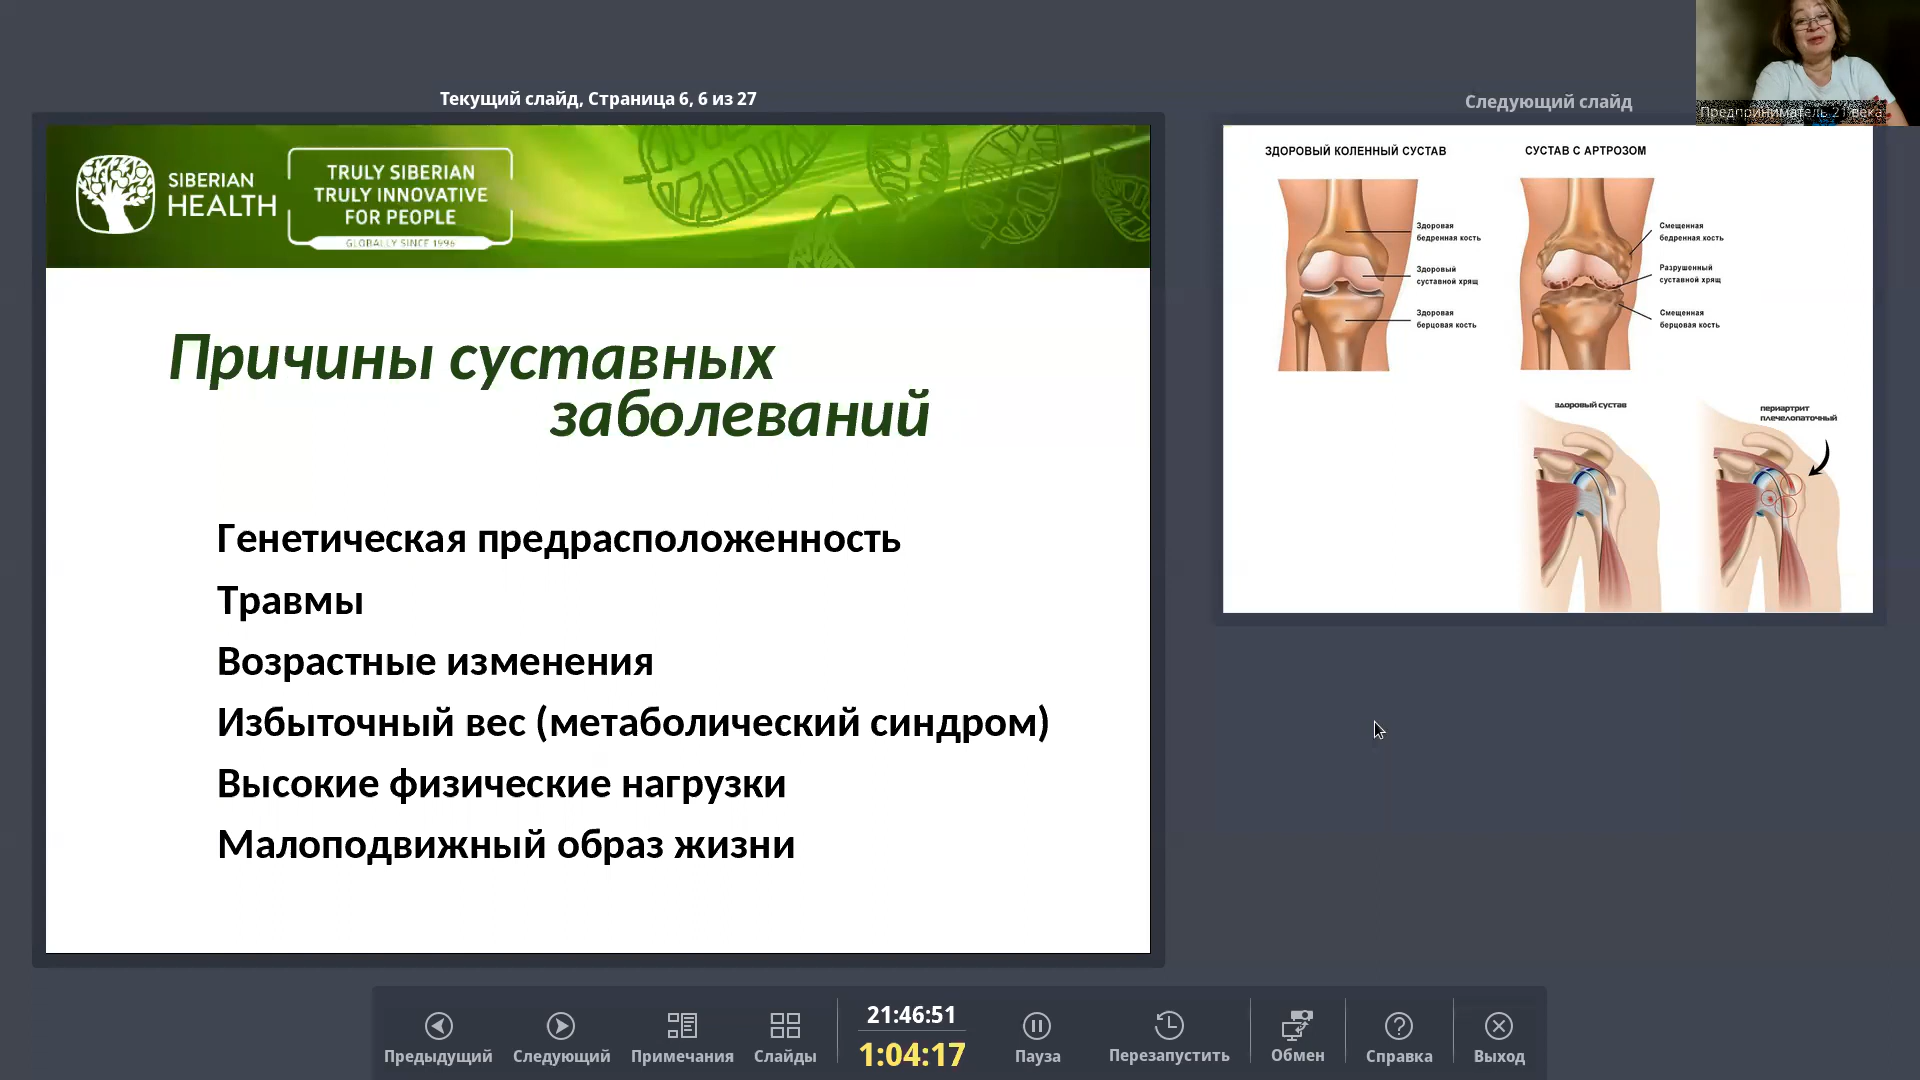 Текущий слайд, Страница 6, 6 из 27
SIBERIAN
HEALTH
TRULY SIBERIAN
TRULY INNOVATIVE
FOR PEOPLE
GLOBALLY SINCE 1996
Причины суставных
заболеваний
Генетическая предрасположенность
Травмы
Возрастные изменения
Избыточный вес (метаболический синдром)
Высокие физические нагрузки
Малоподвижный образ жизни
Следующий слайд
Предприниматель 21 века
ЗДОРОВЫЙ КОЛЕННЫЙ СУСТАВ
Здоровая
бедренная кость
Здоровый
суставной хрящ
Здоровая
берцовая кость
СУСТАВ С АРТРОЗОМ
Смещенная
бедренная кость
Разрушенный
суставной хрящ
Смещенная
берцовая кость
здоровый сустав
периартрит
плечелопаточный
Предыдущий
Следующий
Примечания
Слайды
21:46:51
1:04:17
Пауза
Перезапустить
Обмен
Справка
Выход